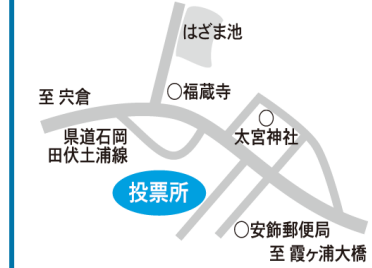 はざま池
至 宍倉
福蔵寺
太宮神社
県道石岡
田伏土浦線
投票所
安飾郵便局
至 霞ヶ浦大橋